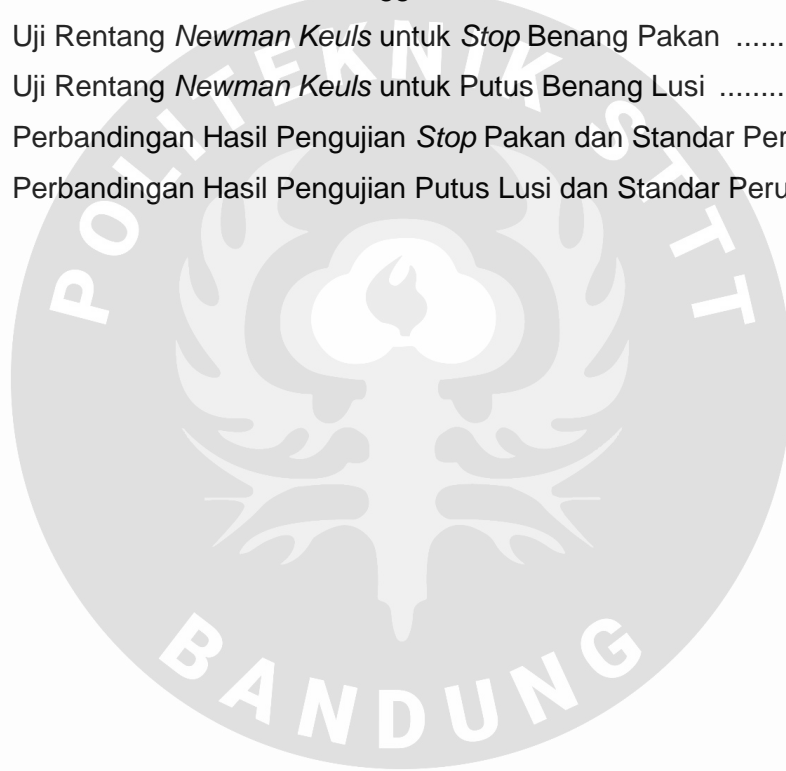 Uji Rentang Newman Keuls untuk Stop Benang Pakan ......
Uji Rentang Newman Keuls untuk Putus Benang Lusi ........
Perbandingan Hasil Pengujian Stop Pakan dan Standar Per
Perbandingan Hasil Pengujian Putus Lusi dan Standar Peru
POLITEKNIK STTT
BANDUNG